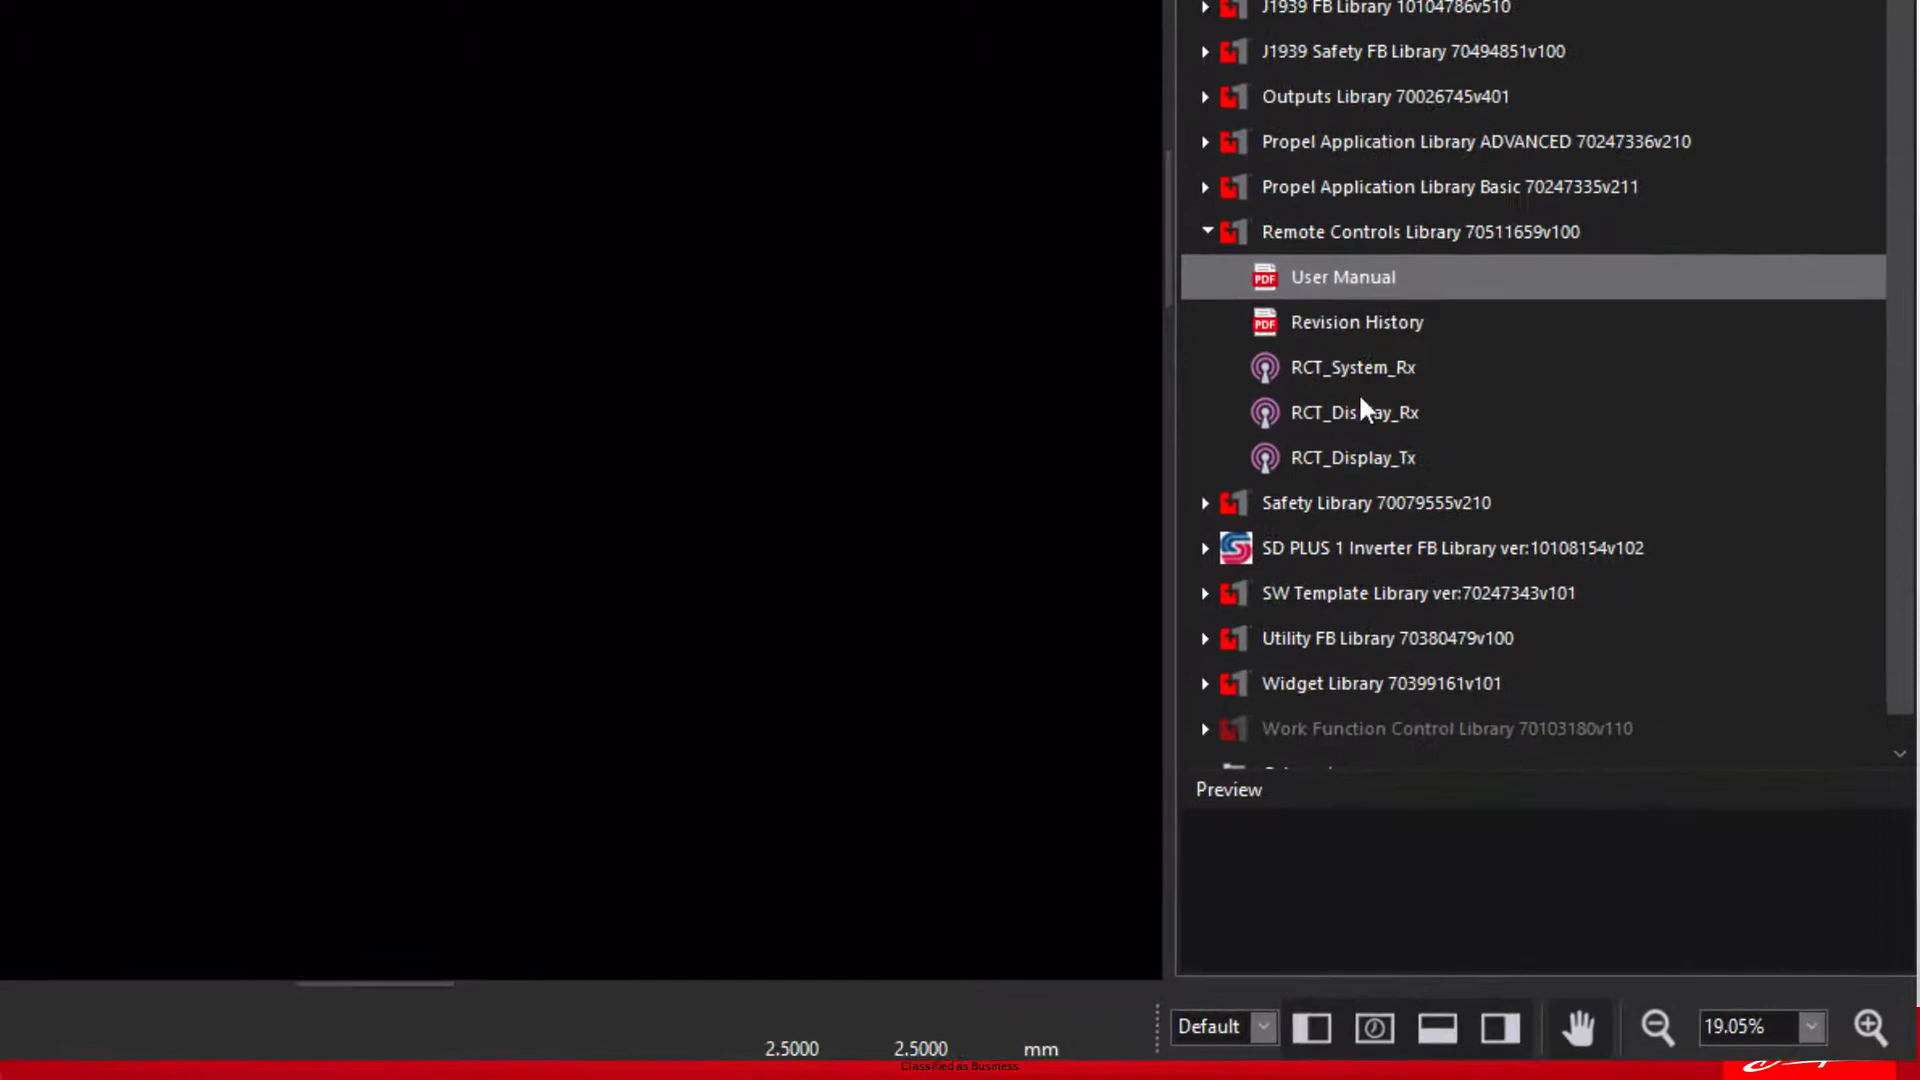 J1939 FB Library 10104786v510
J1939 Safety FB Library 70494851v100
Outputs Library 70026745v401
Propel Application Library ADVANCED 70247336v210
Propel Application Library Basic 70247335v211
Remote Controls Library 70511659v100
PDF User Manual
PDF Revision History
RCT_System_Rx
RCT_Display_Rx
RCT_Display_Tx
Safety Library 70079555v210
SD PLUS 1 Inverter FB Library ver:10108154v102
SW Template Library ver:70247343v101
Utility FB Library 70380479v100
Widget Library 70399161v101
Work Function Control Library 70103180v110
Preview
Default
19.05%
2.5000 2.5000 mm
Classified as Business